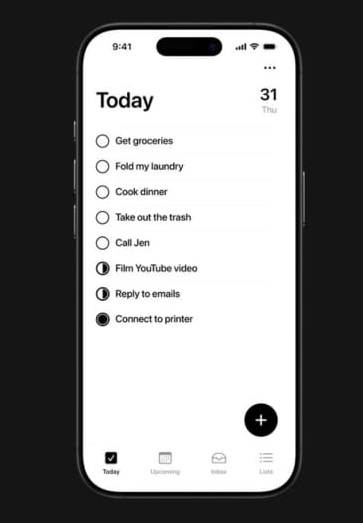 9:41
Today
31
Thu
Get groceries
Fold my laundry
Cook dinner
Take out the trash
Call Jen
Film YouTube video
Reply to emails
Connect to printer
Today
Upcoming
Inbox
Lists